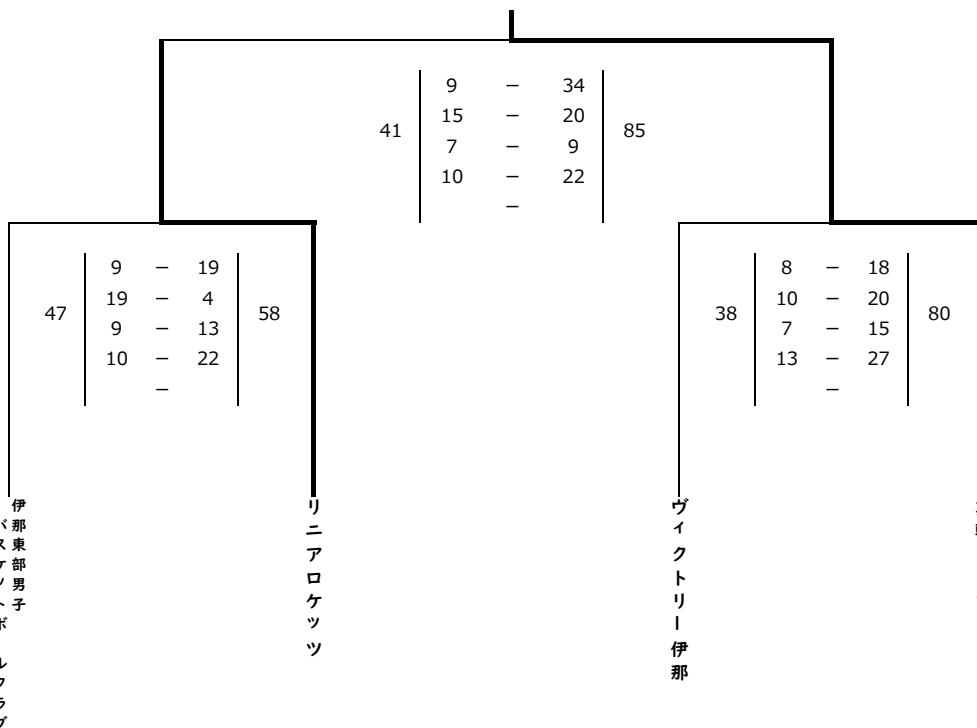 9 － 34
15 － 20
41 7 － 9 85
10 － 22
－
9 － 19
19 － 4
47 9 － 13 58
10 － 22
－
8 － 18
10 － 20
38 7 － 15 80
13 － 27
－
伊那東部男子
バスケットボールクラブ
リニアロケッツ
ヴィクトリー伊那